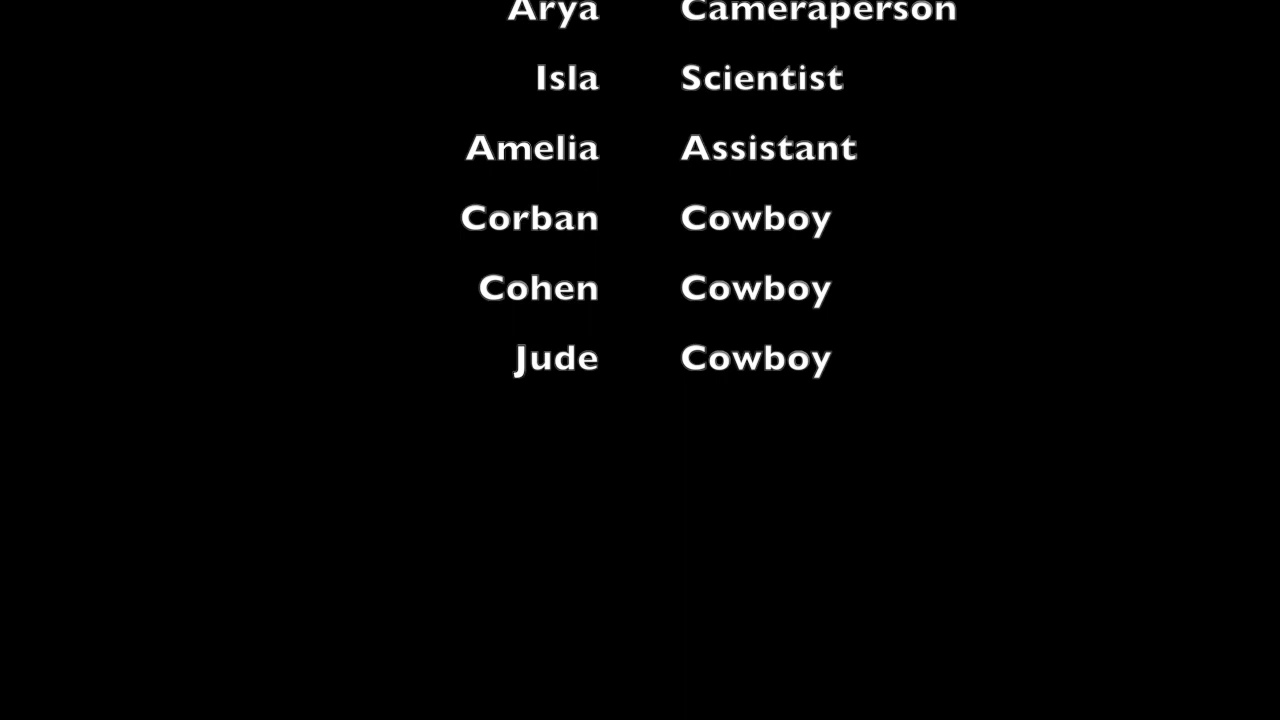 Arya Cameraperson
Isla Scientist
Amelia Assistant
Corban Cowboy
Cohen Cowboy
Jude Cowboy